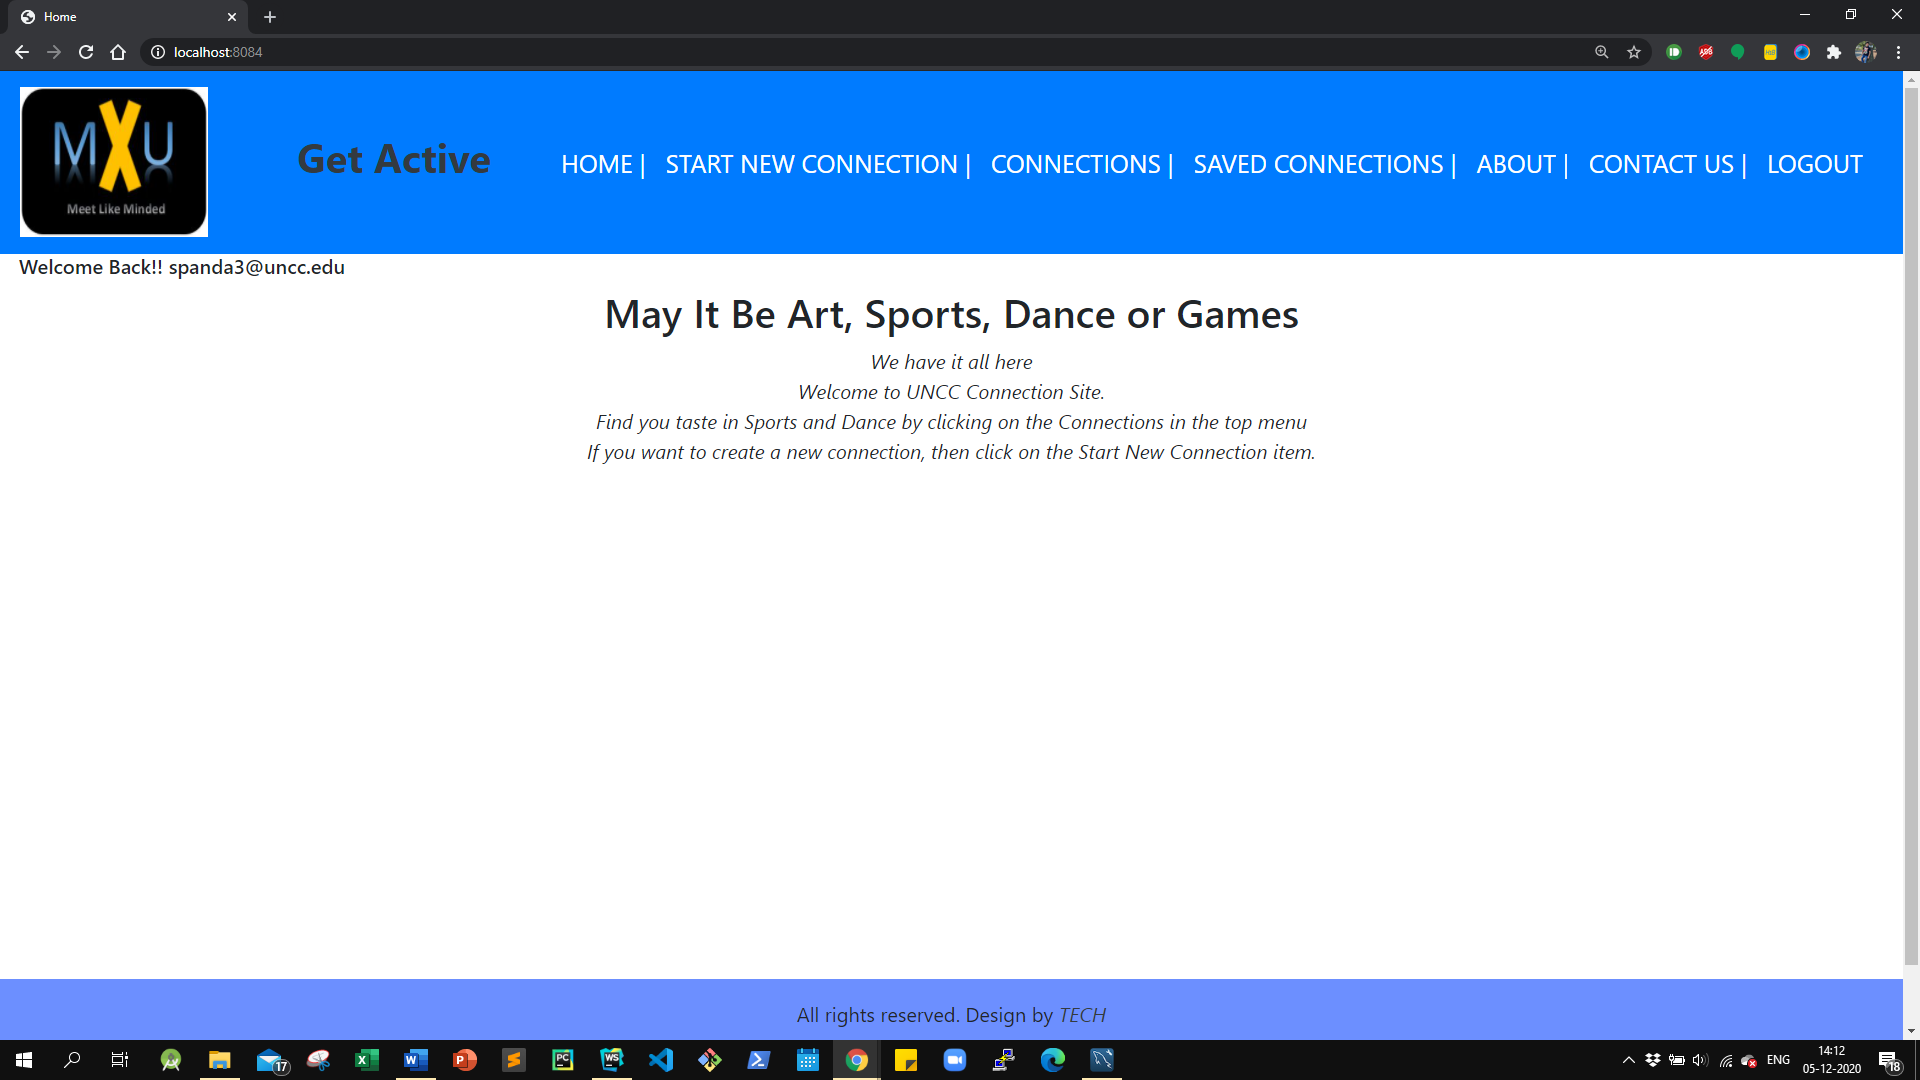 Home
localhost:8084
MXU
Meet Like Minded
Get Active
HOME | START NEW CONNECTION | CONNECTIONS | SAVED CONNECTIONS | ABOUT | CONTACT US | LOGOUT
Welcome Back!! spanda3@uncc.edu
May It Be Art, Sports, Dance or Games
We have it all here
Welcome to UNCC Connection Site.
Find you taste in Sports and Dance by clicking on the Connections in the top menu
If you want to create a new connection, then click on the Start New Connection item.
All rights reserved. Design by TECH
17
PC
WS
ENG
14:12
05-12-2020
18